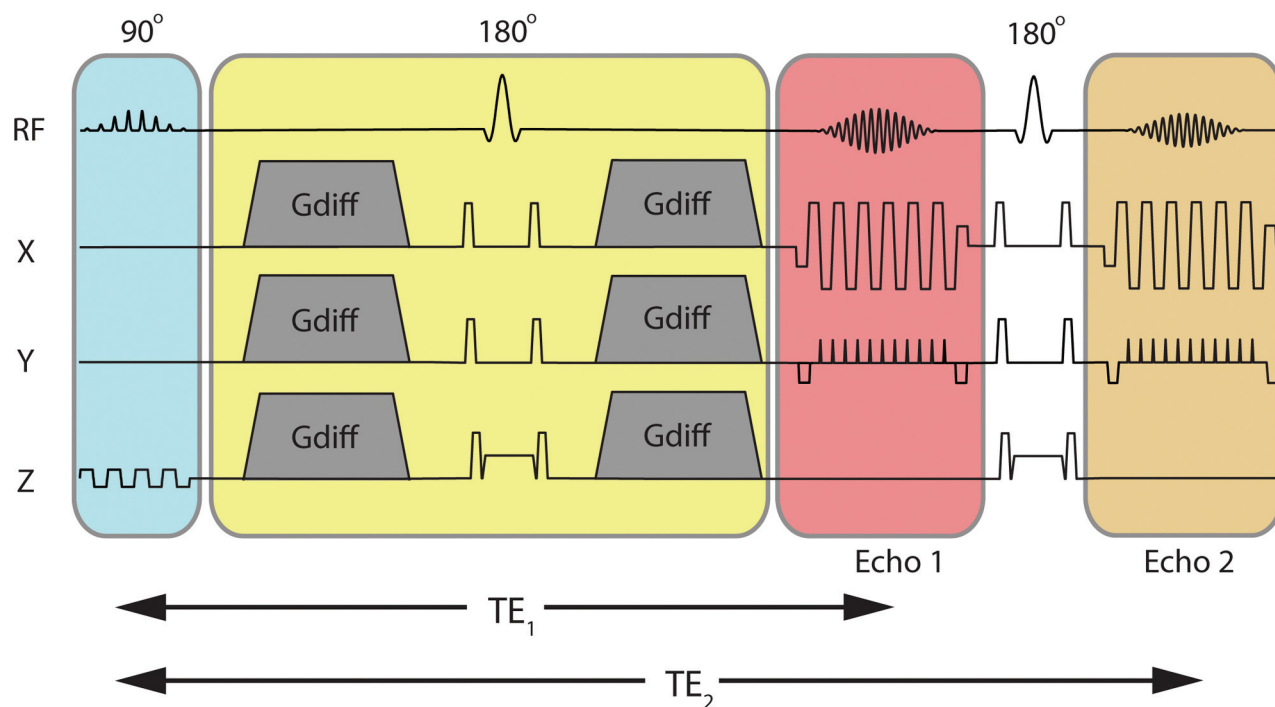 90° 180° 180°
RF
Gdiff Gdiff
X
Gdiff Gdiff
Y
Gdiff Gdiff
Z
Echo 1 Echo 2
TE₁
TE₂